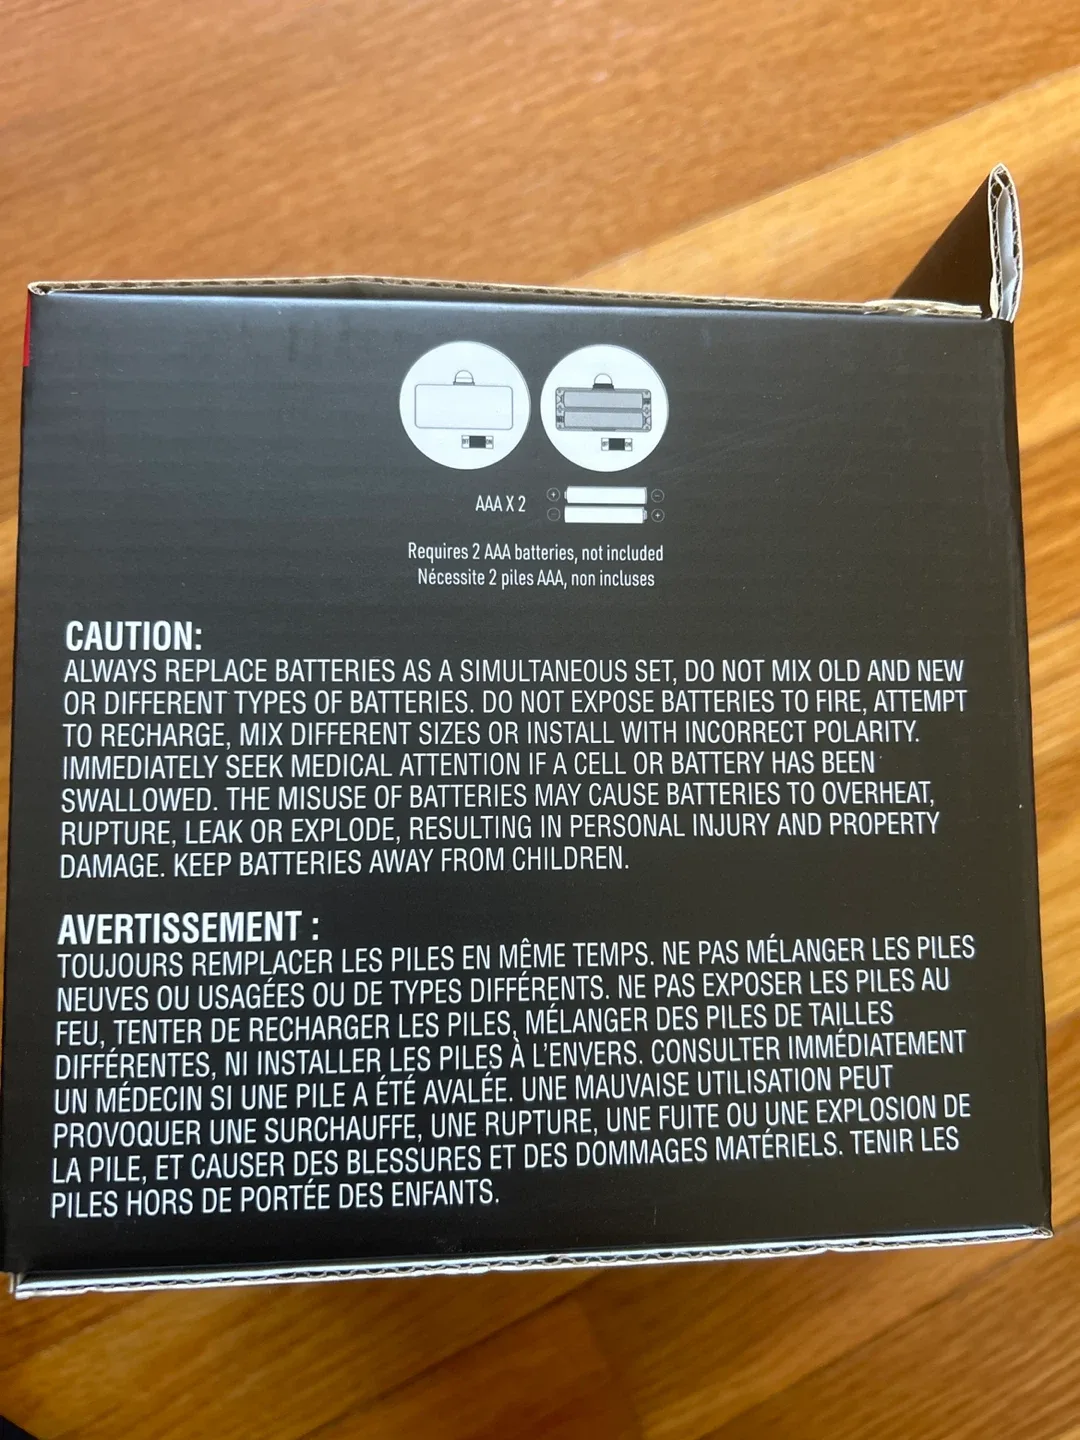 AAA X 2
Requires 2 AAA batteries, not included
Nécessite 2 piles AAA, non incluses
CAUTION:
ALWAYS REPLACE BATTERIES AS A SIMULTANEOUS SET, DO NOT MIX OLD AND NEW
OR DIFFERENT TYPES OF BATTERIES. DO NOT EXPOSE BATTERIES TO FIRE, ATTEMPT
TO RECHARGE, MIX DIFFERENT SIZES OR INSTALL WITH INCORRECT POLARITY.
IMMEDIATELY SEEK MEDICAL ATTENTION IF A CELL OR BATTERY HAS BEEN
SWALLOWED. THE MISUSE OF BATTERIES MAY CAUSE BATTERIES TO OVERHEAT,
RUPTURE, LEAK OR EXPLODE, RESULTING IN PERSONAL INJURY AND PROPERTY
DAMAGE. KEEP BATTERIES AWAY FROM CHILDREN.
AVERTISSEMENT :
TOUJOURS REMPLACER LES PILES EN MÊME TEMPS. NE PAS MÉLANGER LES PILES
NEUVES OU USAGÉES OU DE TYPES DIFFÉRENTS. NE PAS EXPOSER LES PILES AU
FEU, TENTER DE RECHARGER LES PILES, MÉLANGER DES PILES DE TAILLES
DIFFÉRENTES, NI INSTALLER LES PILES À L'ENVERS. CONSULTER IMMÉDIATEMENT
UN MÉDECIN SI UNE PILE A ÉTÉ AVALÉE. UNE MAUVAISE UTILISATION PEUT
PROVOQUER UNE SURCHAUFFE, UNE RUPTURE, UNE FUITE OU UNE EXPLOSION DE
LA PILE, ET CAUSER DES BLESSURES ET DES DOMMAGES MATÉRIELS. TENIR LES
PILES HORS DE PORTÉE DES ENFANTS.